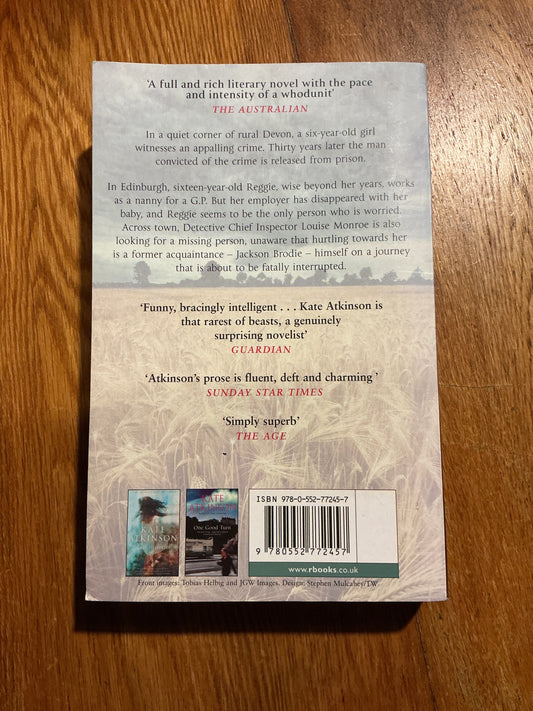 ‘A full and rich literary novel with the pace
and intensity of a whodunit’
THE AUSTRALIAN
In a quiet corner of rural Devon, a six-year-old girl
witnesses an appalling crime. Thirty years later the man
convicted of the crime is released from prison.
In Edinburgh, sixteen-year-old Reggie, wise beyond her years, works
as a nanny for a G.P. But her employer has disappeared with her
baby, and Reggie seems to be the only person who is worried.
Across town, Detective Chief Inspector Louise Monroe is also
looking for a missing person, unaware that hurtling towards her
is a former acquaintance – Jackson Brodie – himself on a journey
that is about to be fatally interrupted.
‘Funny, bracingly intelligent . . . Kate Atkinson is
that rarest of beasts, a genuinely
surprising novelist’
GUARDIAN
‘Atkinson’s prose is fluent, deft and charming’
SUNDAY STAR TIMES
‘Simply superb’
THE AGE
KATE
ATKINSON
KATE
ATKINSON
One Good Turn
ISBN 978-0-552-77245-7
9 780552 772457
www.rbooks.co.uk
Front images: Tobias Helbig and JGW Images. Design: Stephen Mulcahey/TW